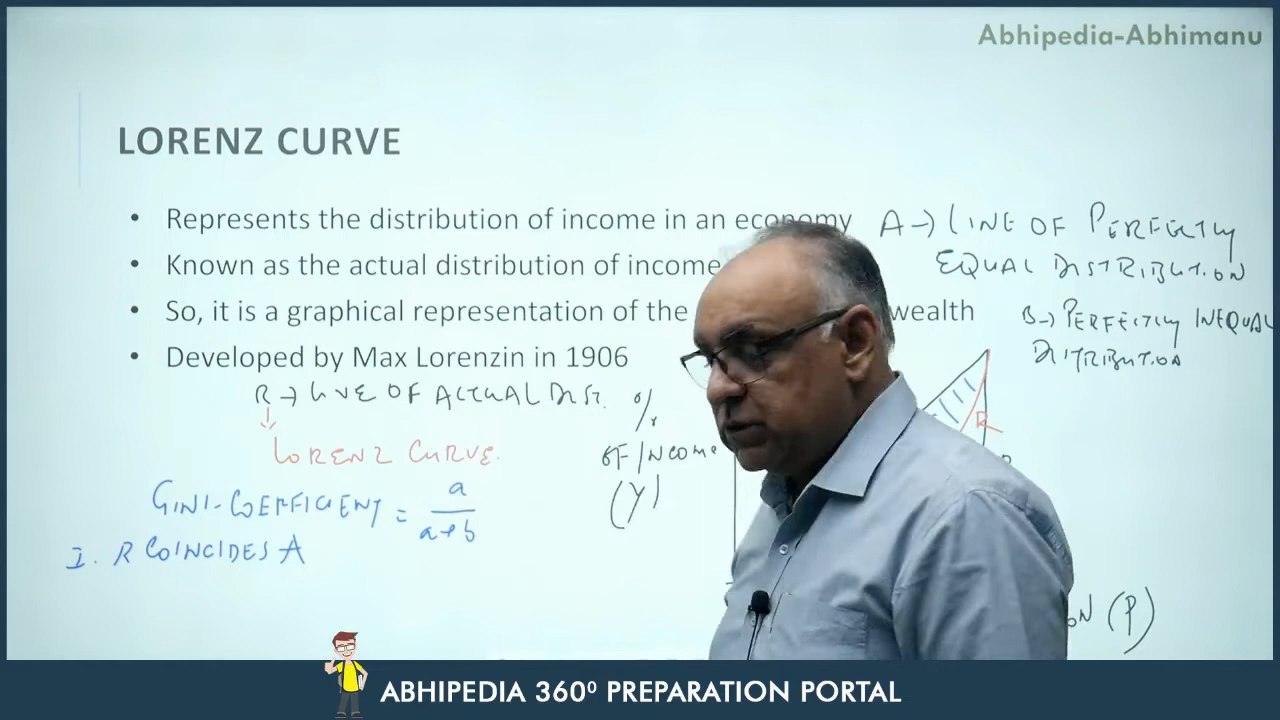 Abhipedia-Abhimanu
LORENZ CURVE
• Represents the distribution of income in an economy
• Known as the actual distribution of income
• So, it is a graphical representation of the wealth
• Developed by Max Lorenzin in 1906
A → LINE OF PERFECTLY
EQUAL DISTRIBUTION
B → PERFECTLY INEQUAL
DISTRIBUTION
R → LINE OF ACTUAL DIST.
LORENZ CURVE.
GINI-COEFFICIENT = a
a+b
I. R COINCIDES A
%
OF INCOME
(Y)
R
ON (P)
ABHIPEDIA 360⁰ PREPARATION PORTAL